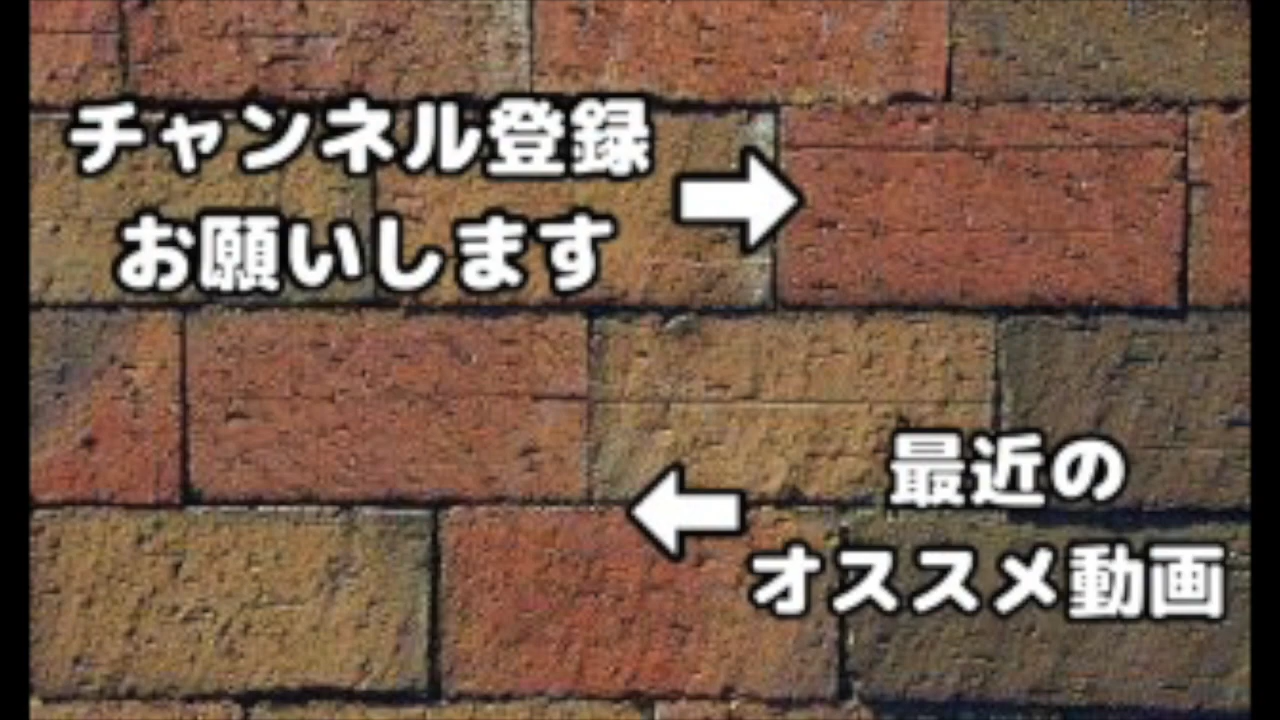 チャンネル登録
お願いします
最近の
オススメ動画